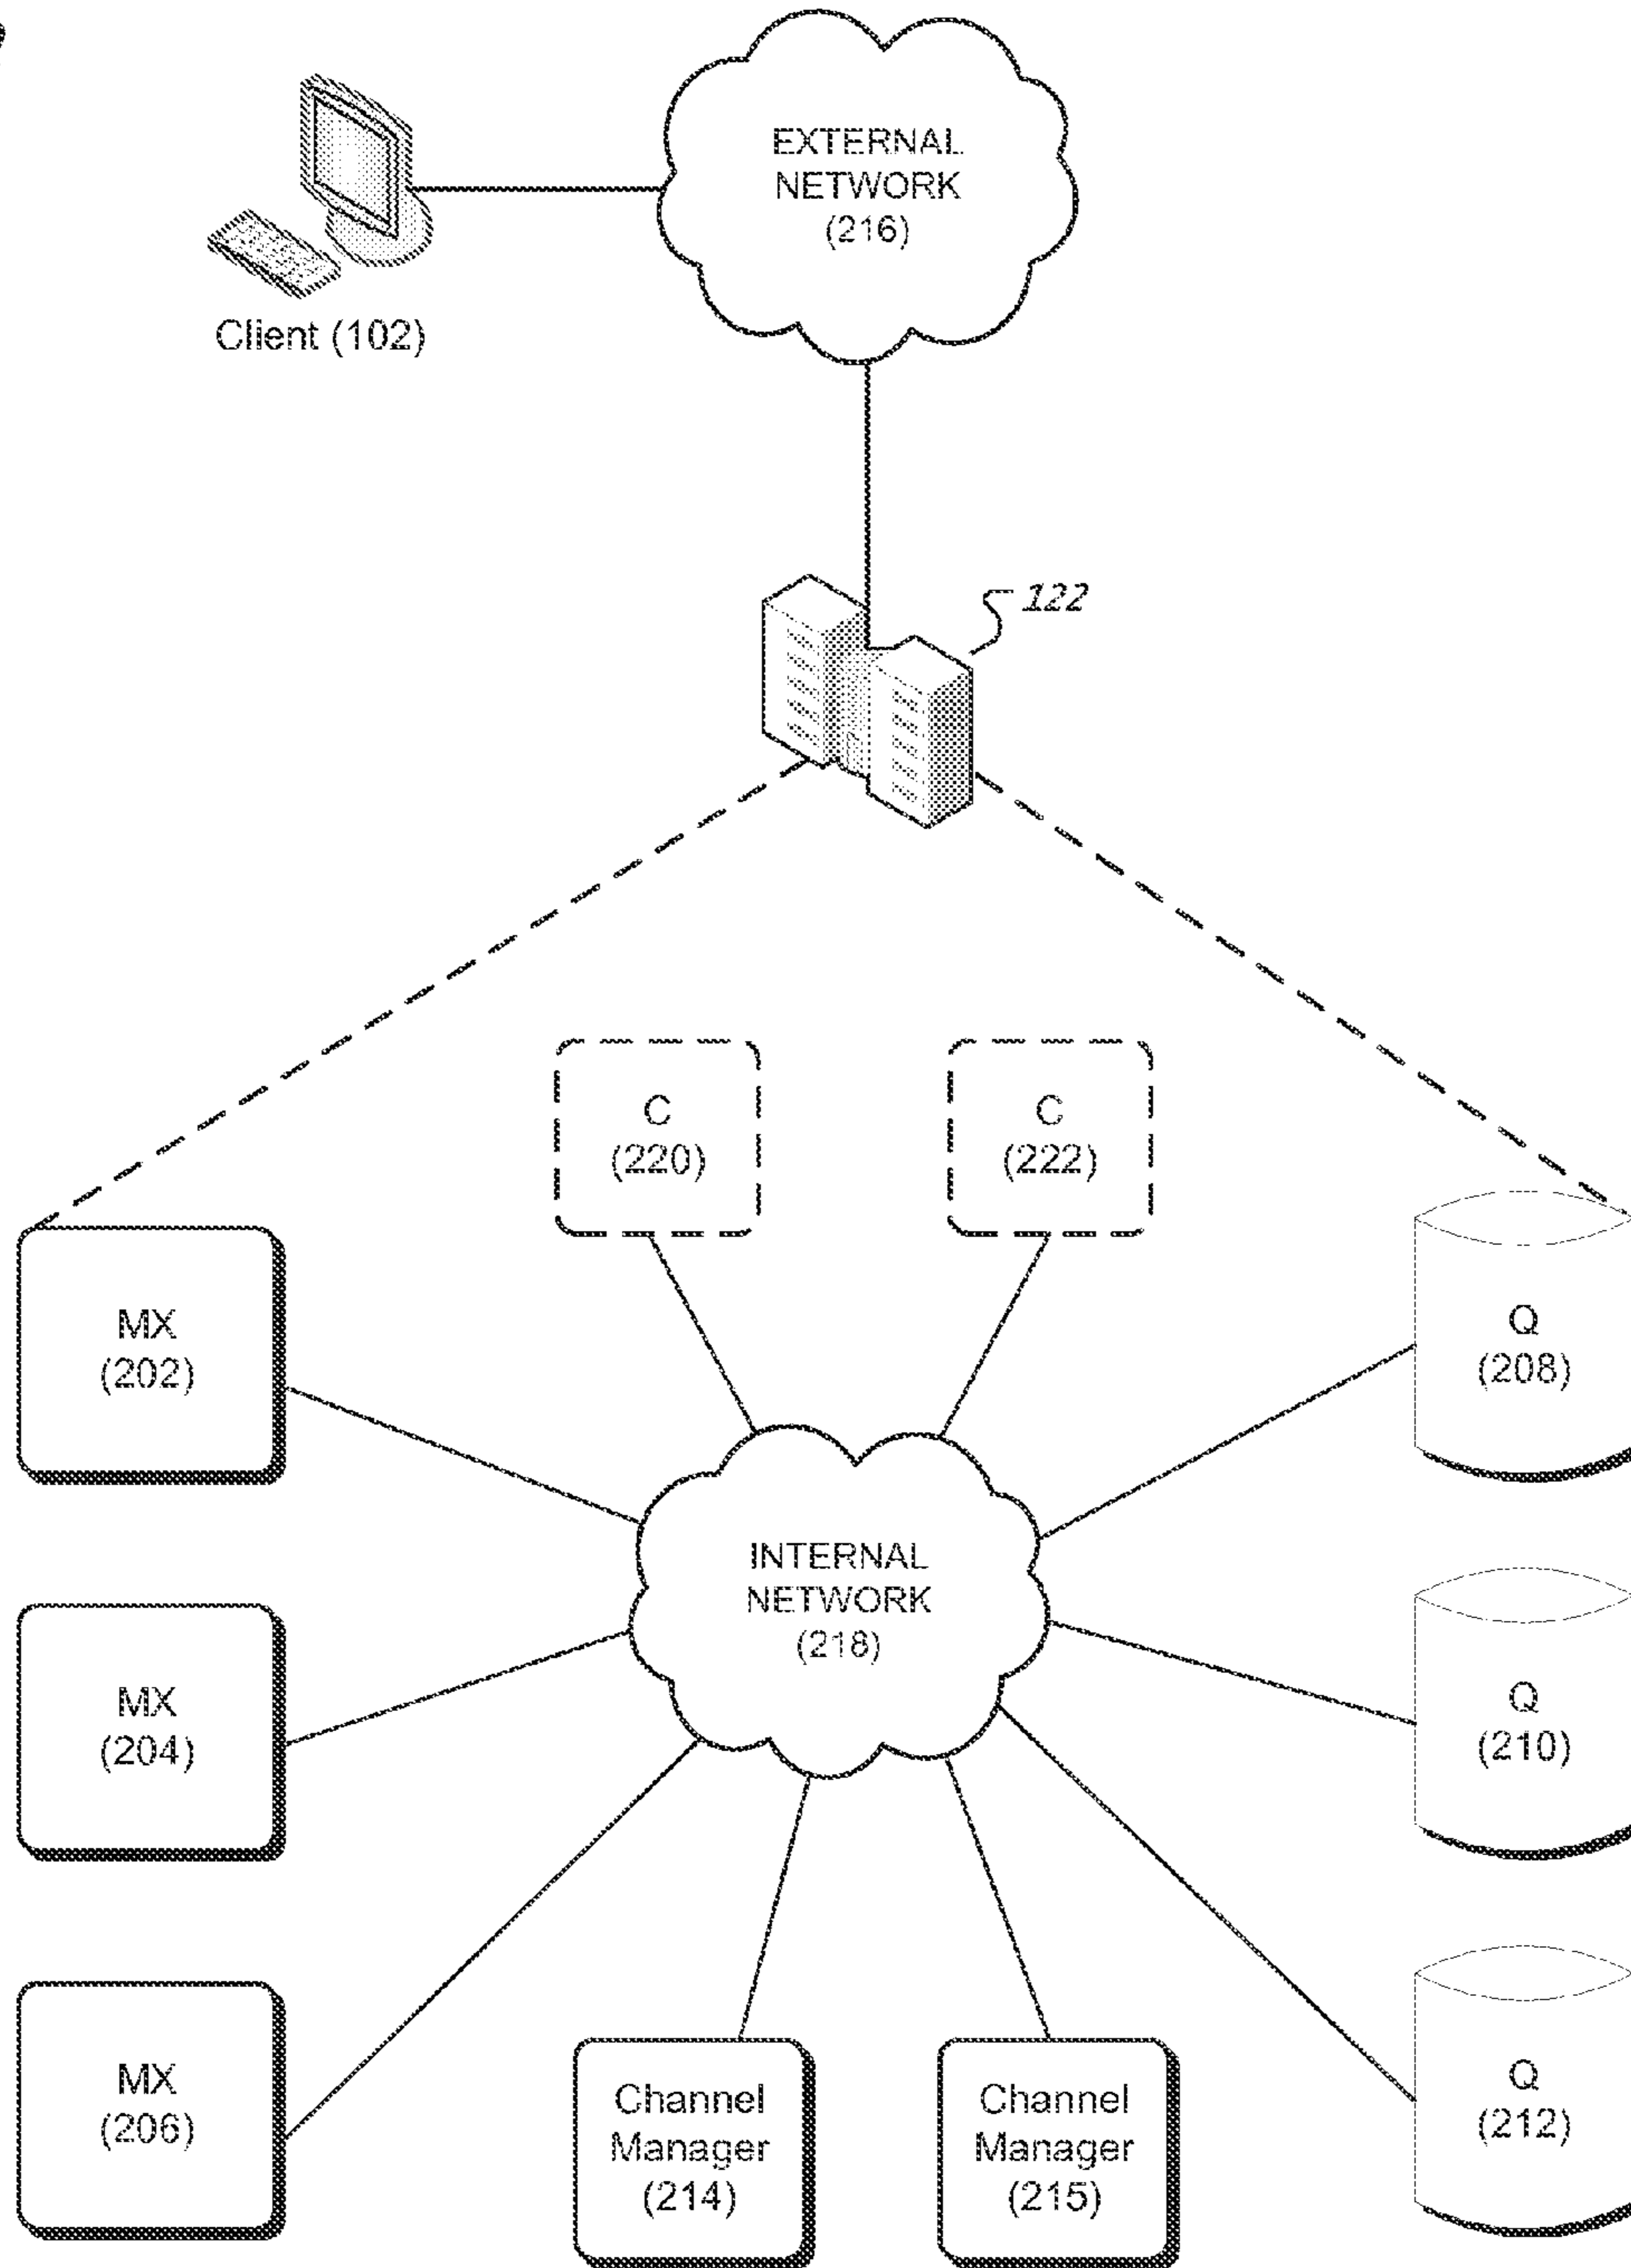 EXTERNAL
NETWORK
(216)
Client (102)
122
C
(220)
C
(222)
MX
(202)
Q
(208)
INTERNAL
NETWORK
(218)
MX
(204)
Q
(210)
MX
(206)
Channel
Manager
(214)
Channel
Manager
(215)
Q
(212)